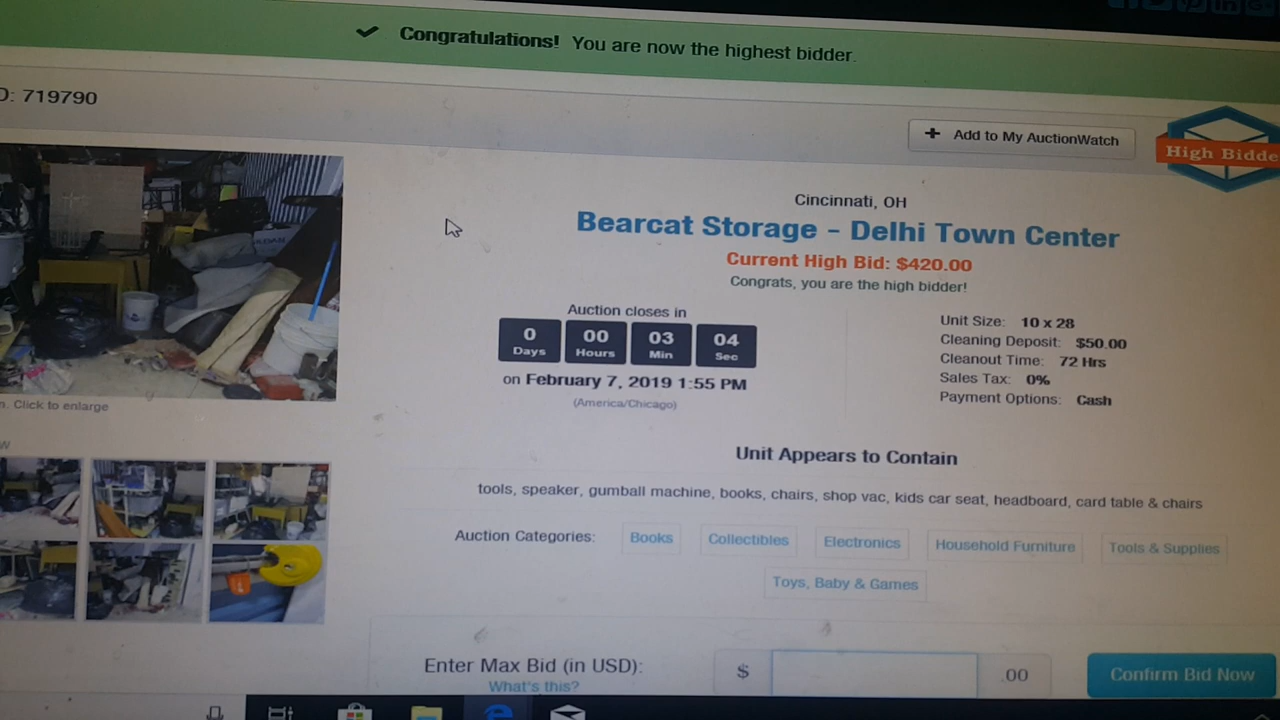 Congratulations! You are now the highest bidder.
D: 719790
Add to My AuctionWatch
High Bidde
Cincinnati, OH
Bearcat Storage - Delhi Town Center
Current High Bid: $420.00
Congrats, you are the high bidder!
Auction closes in
0 00 03 04
Days Hours Min Sec
on February 7, 2019 1:55 PM
(America/Chicago)
Unit Size: 10 x 28
Cleaning Deposit: $50.00
Cleanout Time: 72 Hrs
Sales Tax: 0%
Payment Options: Cash
n. Click to enlarge
w
Unit Appears to Contain
tools, speaker, gumball machine, books, chairs, shop vac, kids car seat, headboard, card table & chairs
Auction Categories: Books Collectibles Electronics Household Furniture Tools & Supplies
Toys, Baby & Games
Enter Max Bid (in USD): $ .00 Confirm Bid Now
What's this?